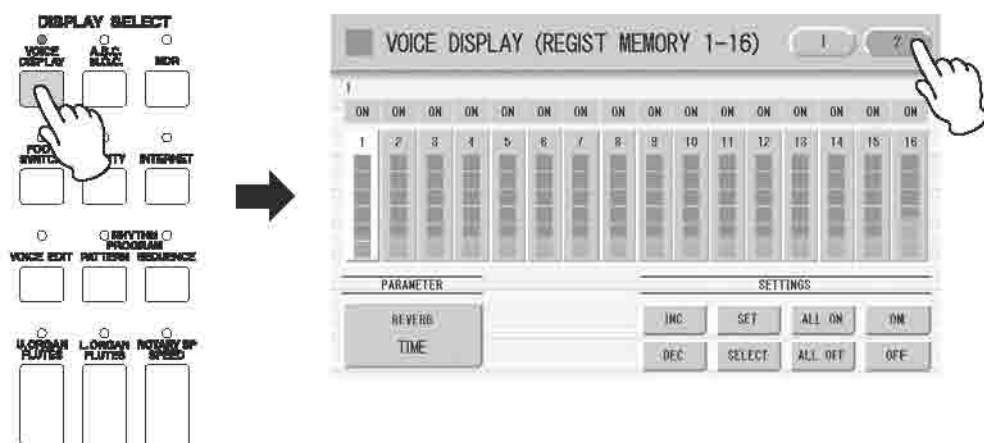 DISPLAY SELECT
VOICE DISPLAY
A.B.C. M.O.C.
MDR
INTERNET
VOICE EDIT
RHYTHM PROGRAM
PATTERN
SEQUENCE
U.ORGAN FLUTES
L.ORGAN FLUTES
ROTARY SP SPEED
VOICE DISPLAY (REGIST MEMORY 1-16)
1
2
1
ON ON ON ON ON ON ON ON ON ON ON ON ON ON ON ON
1 2 3 4 5 6 7 8 9 10 11 12 13 14 15 16
PARAMETER
SETTINGS
REVERB
TIME
INC SET ALL ON ON
DEC SELECT ALL OFF OFF